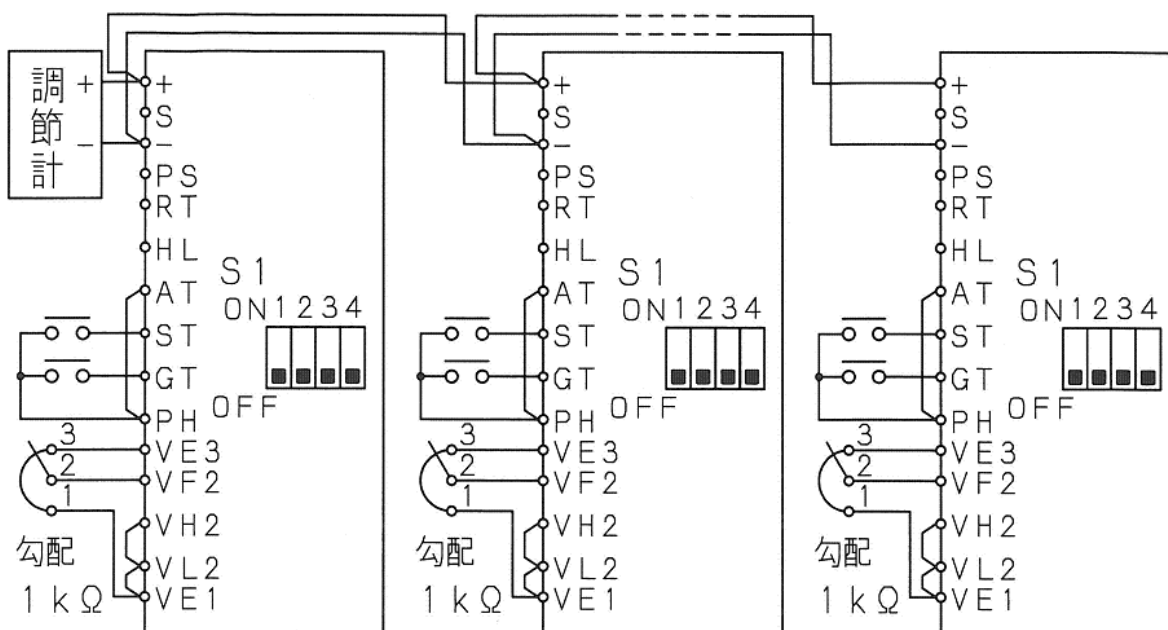 調節計
+
-
+
S
-
PS
RT
HL
AT
ST
GT
PH
VE3
VF2
VH2
VL2
VE1
S1
ON 1 2 3 4
OFF
3
2
1
勾配
1kΩ
+
S
-
PS
RT
HL
AT
ST
GT
PH
VE3
VF2
VH2
VL2
VE1
S1
ON 1 2 3 4
OFF
3
2
1
勾配
1kΩ
+
S
-
PS
RT
HL
AT
ST
GT
PH
VE3
VF2
VH2
VL2
VE1
S1
ON 1 2 3 4
OFF
3
2
1
勾配
1kΩ